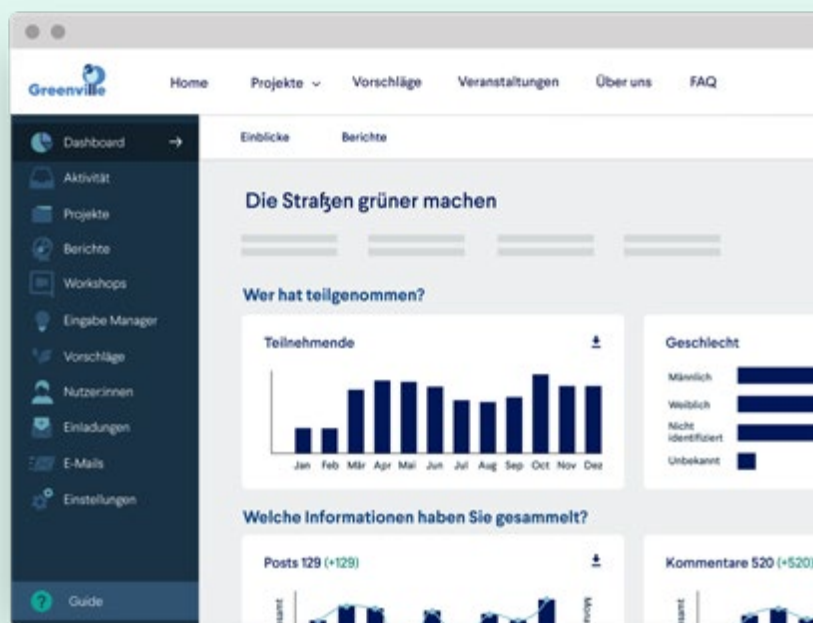 Greenville
Home Projekte Vorschläge Veranstaltungen Über uns FAQ
Dashboard
Aktivität
Projekte
Berichte
Workshops
Eingabe Manager
Vorschläge
Nutzer:innen
Einladungen
E-Mails
Einstellungen
Guide
Einblicke Berichte
Die Straßen grüner machen
Wer hat teilgenommen?
Teilnehmende
Jan Feb Mär Apr Mai Jun Jul Aug Sep Oct Nov Dez
Geschlecht
Männlich
Weiblich
Nicht
identifiziert
Unbekannt
Welche Informationen haben Sie gesammelt?
Posts 129 (+129)
Kommentare 520 (+520)